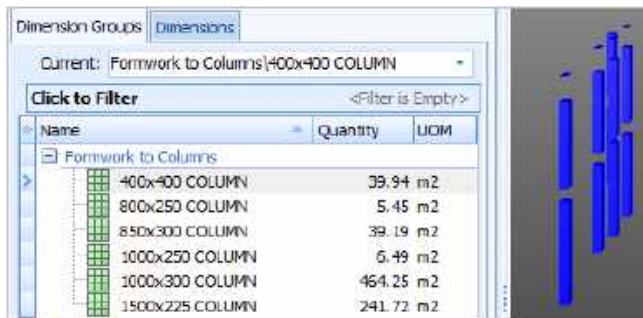 Dimension Groups Dimensions
Current: Formwork to Columns\400x400 COLUMN
Click to Filter <Filter is Empty>
Name Quantity UOM
Formwork to Columns
400x400 COLUMN 39.94 m2
800x250 COLUMN 5.45 m2
850x300 COLUMN 39.19 m2
1000x250 COLUMN 6.49 m2
1000x300 COLUMN 464.25 m2
1500x225 COLUMN 241.72 m2